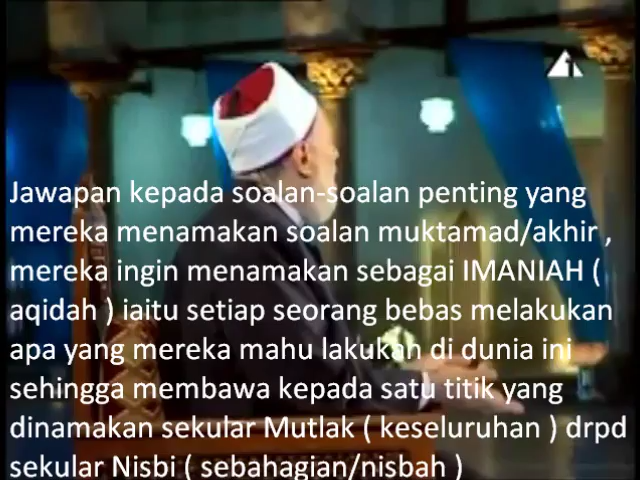 Jawapan kepada soalan-soalan penting yang
mereka menamakan soalan muktamad/akhir ,
mereka ingin menamakan sebagai IMANIAH (
aqidah ) iaitu setiap seorang bebas melakukan
apa yang mereka mahu lakukan di dunia ini
sehingga membawa kepada satu titik yang
dinamakan sekular Mutlak ( keseluruhan ) drpd
sekular Nisbi ( sebahagian/nisbah )